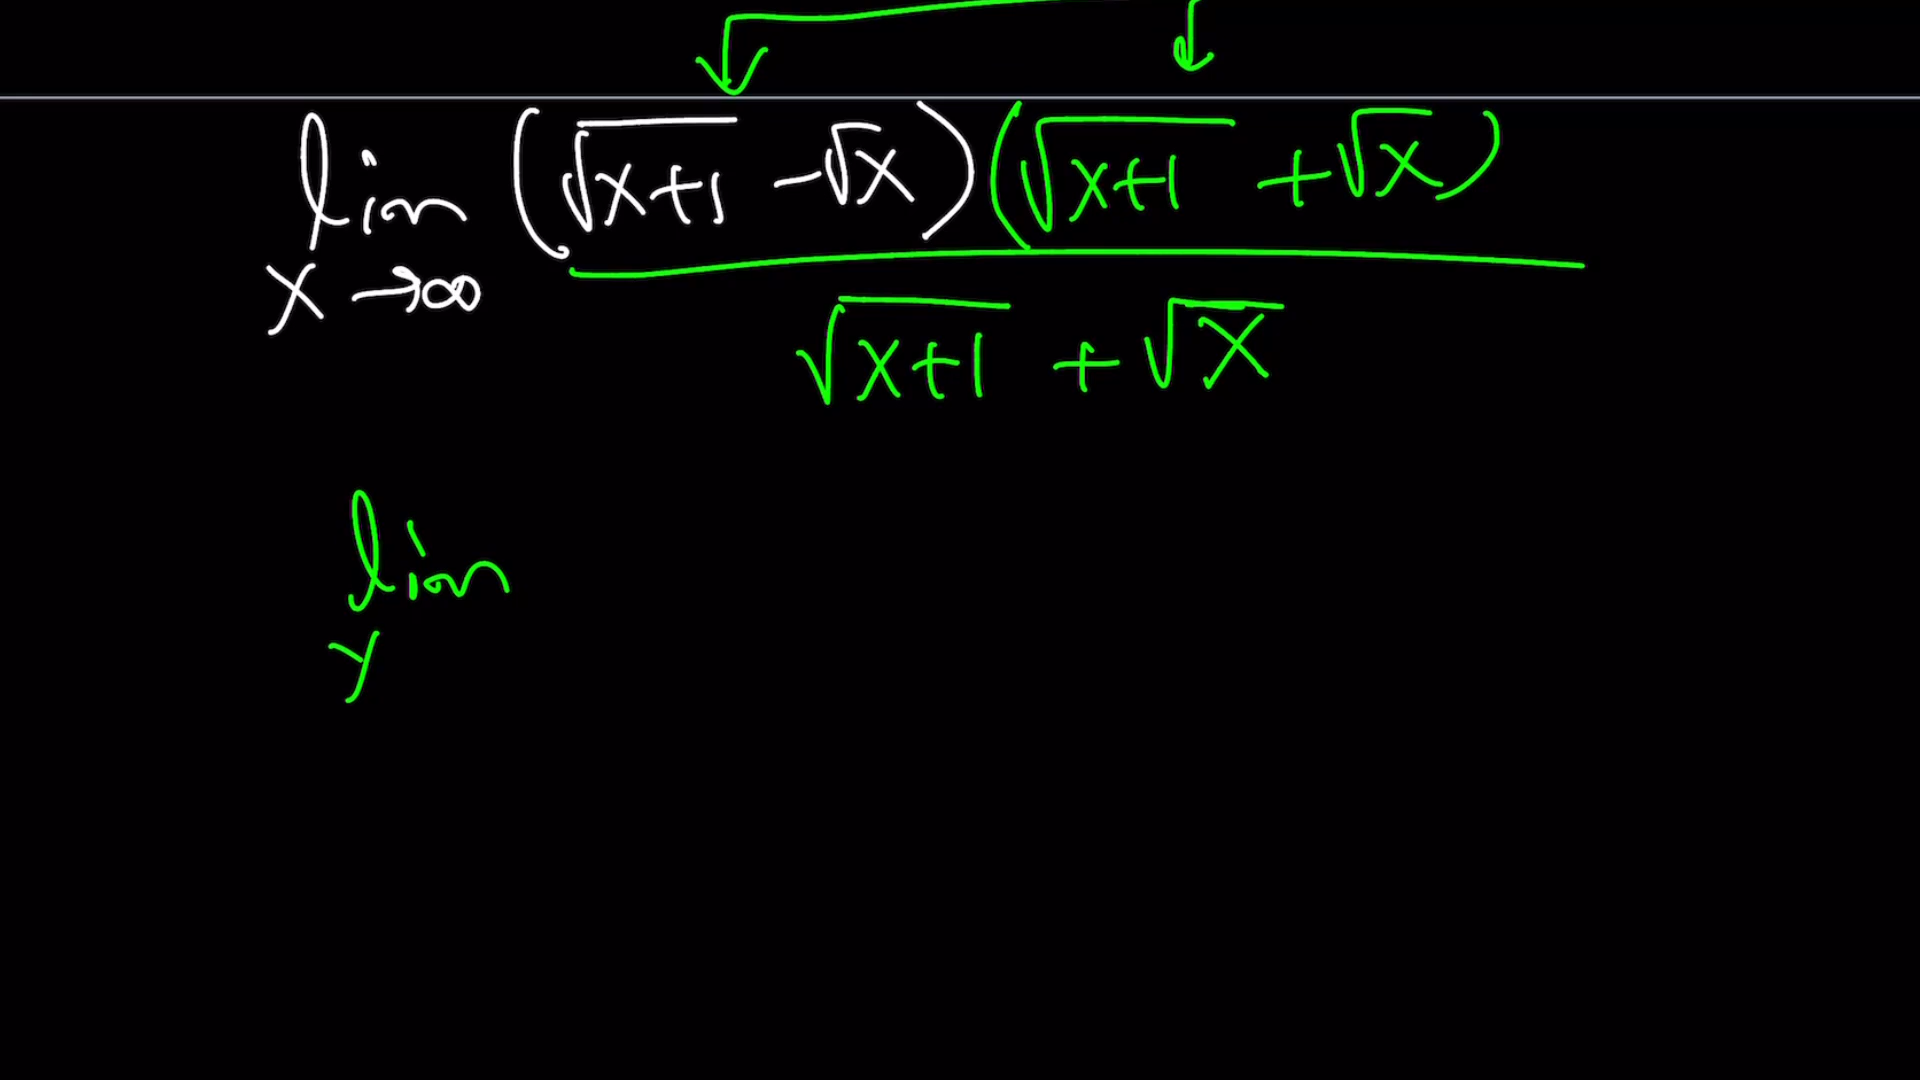 lim (√x+1 -√x)(√x+1 +√x)
x→∞
√x+1 +√x
lim
x